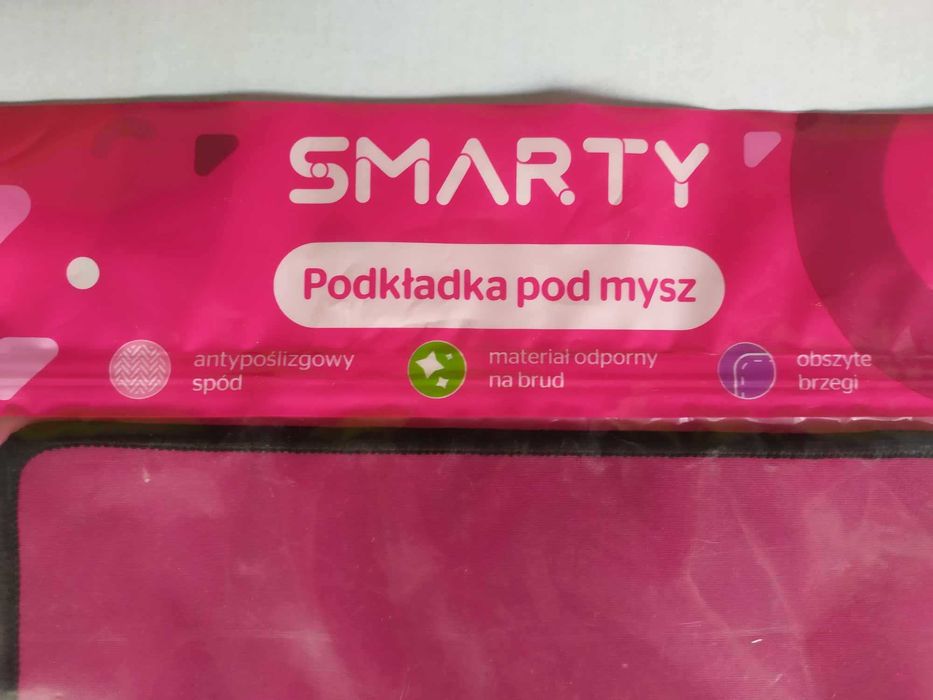 SMARTY
Podkładka pod mysz
antypoślizgowy
spód
materiał odporny
na brud
obszyte
brzegi